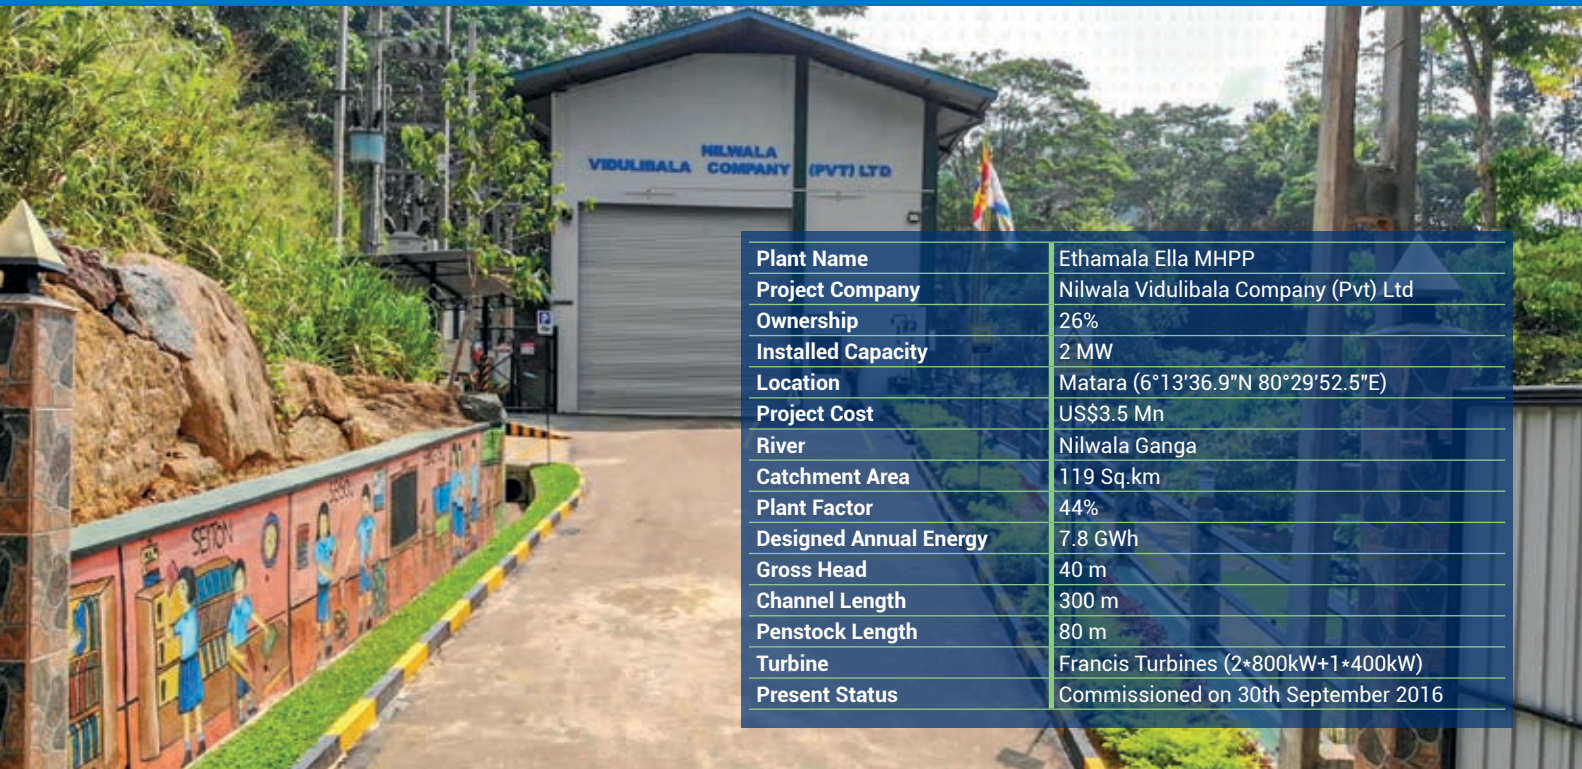 NILWALA
VIDULIBALA COMPANY (PVT) LTD
Plant Name Ethamala Ella MHPP
Project Company Nilwala Vidulibala Company (Pvt) Ltd
Ownership 26%
Installed Capacity 2 MW
Location Matara (6°13'36.9"N 80°29'52.5"E)
Project Cost US$3.5 Mn
River Nilwala Ganga
Catchment Area 119 Sq.km
Plant Factor 44%
Designed Annual Energy 7.8 GWh
Gross Head 40 m
Channel Length 300 m
Penstock Length 80 m
Turbine Francis Turbines (2*800kW+1*400kW)
Present Status Commissioned on 30th September 2016
SEITON
SEISO
P